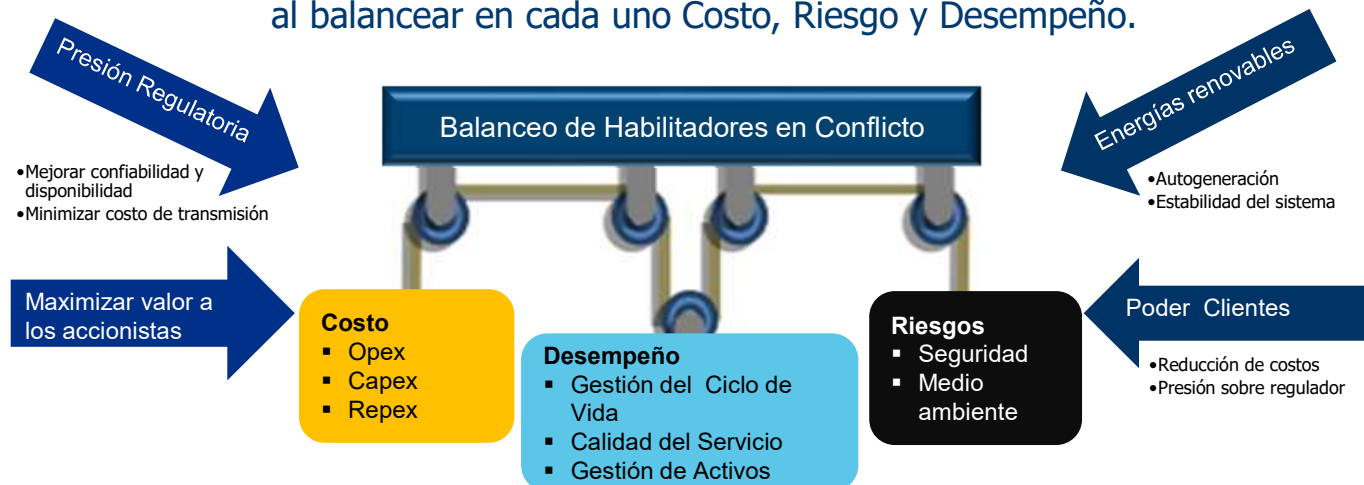 al balancear en cada uno Costo, Riesgo y Desempeño.
Presión Regulatoria
•Mejorar confiabilidad y
disponibilidad
•Minimizar costo de transmisión
Balanceo de Habilitadores en Conflicto
Energías renovables
•Autogeneración
•Estabilidad del sistema
Maximizar valor a
los accionistas
Costo
▪ Opex
▪ Capex
▪ Repex
Desempeño
▪ Gestión del Ciclo de
Vida
▪ Calidad del Servicio
▪ Gestión de Activos
Riesgos
▪ Seguridad
▪ Medio
ambiente
Poder Clientes
•Reducción de costos
•Presión sobre regulador